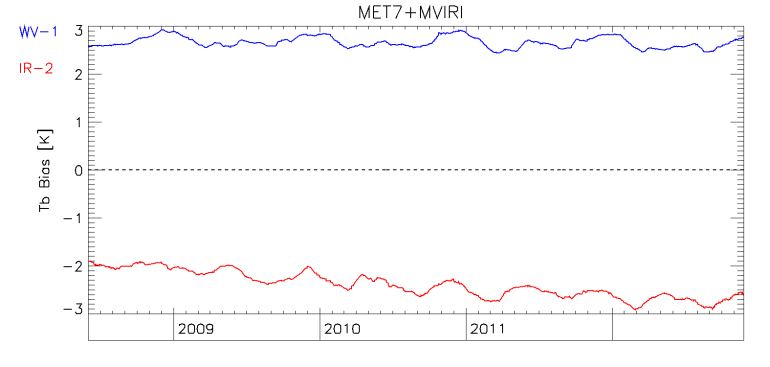 MET7+MVIRI
WV-1
IR-2
Tb Bias [K]
3
2
1
0
-1
-2
-3
2009
2010
2011